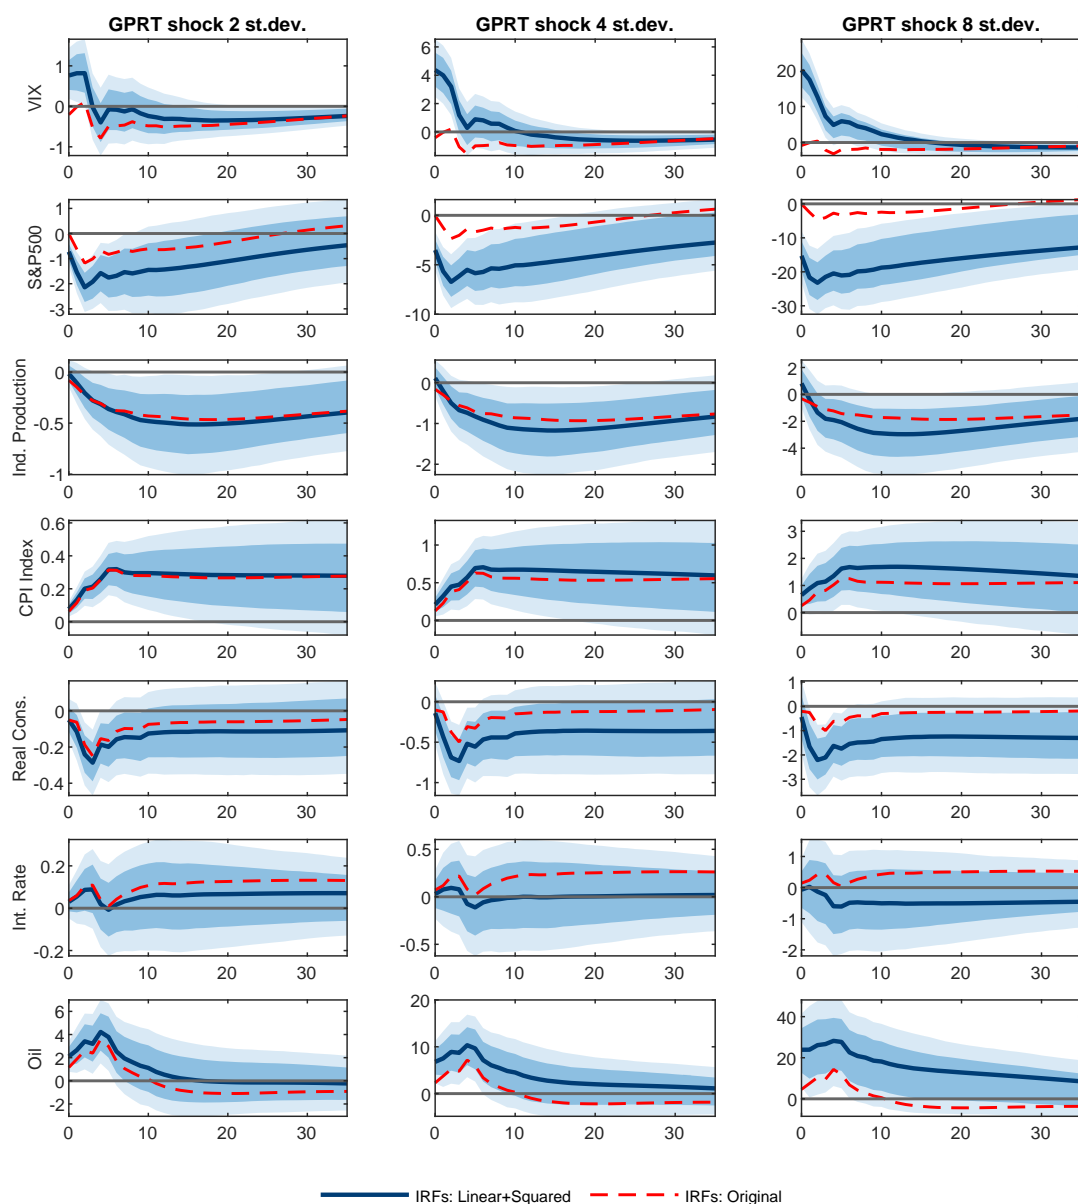 GPRT shock 2 st.dev. GPRT shock 4 st.dev. GPRT shock 8 st.dev.
VIX
1
0
-1
0 10 20 30
6
4
2
0
0 10 20 30
20
10
0
0 10 20 30
S&P500
1
0
-1
-2
-3
0 10 20 30
0
-5
-10
0 10 20 30
0
-10
-20
-30
0 10 20 30
Ind. Production
0
-0.5
-1
0 10 20 30
0
-1
-2
0 10 20 30
2
0
-2
-4
0 10 20 30
CPI Index
0.6
0.4
0.2
0
0 10 20 30
1
0.5
0
0 10 20 30
3
2
1
0
0 10 20 30
Real Cons.
0
-0.2
-0.4
0 10 20 30
0
-0.5
-1
0 10 20 30
1
0
-1
-2
-3
0 10 20 30
Int. Rate
0.2
0
-0.2
0 10 20 30
0.5
0
-0.5
0 10 20 30
1
0
-1
-2
0 10 20 30
Oil
6
4
2
0
-2
0 10 20 30
20
10
0
0 10 20 30
40
20
0
0 10 20 30
IRFs: Linear+Squared IRFs: Original